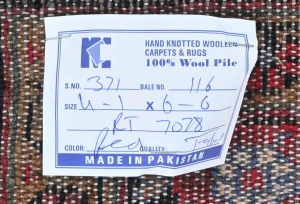 HAND KNOTTED WOOLLEN
CARPETS & RUGS
100% Wool Pile
S.NO. 371 BALE NO. 116
SIZE 4-1 x 6-6
RT 7078
COLOR: Red
MADE IN PAKISTAN